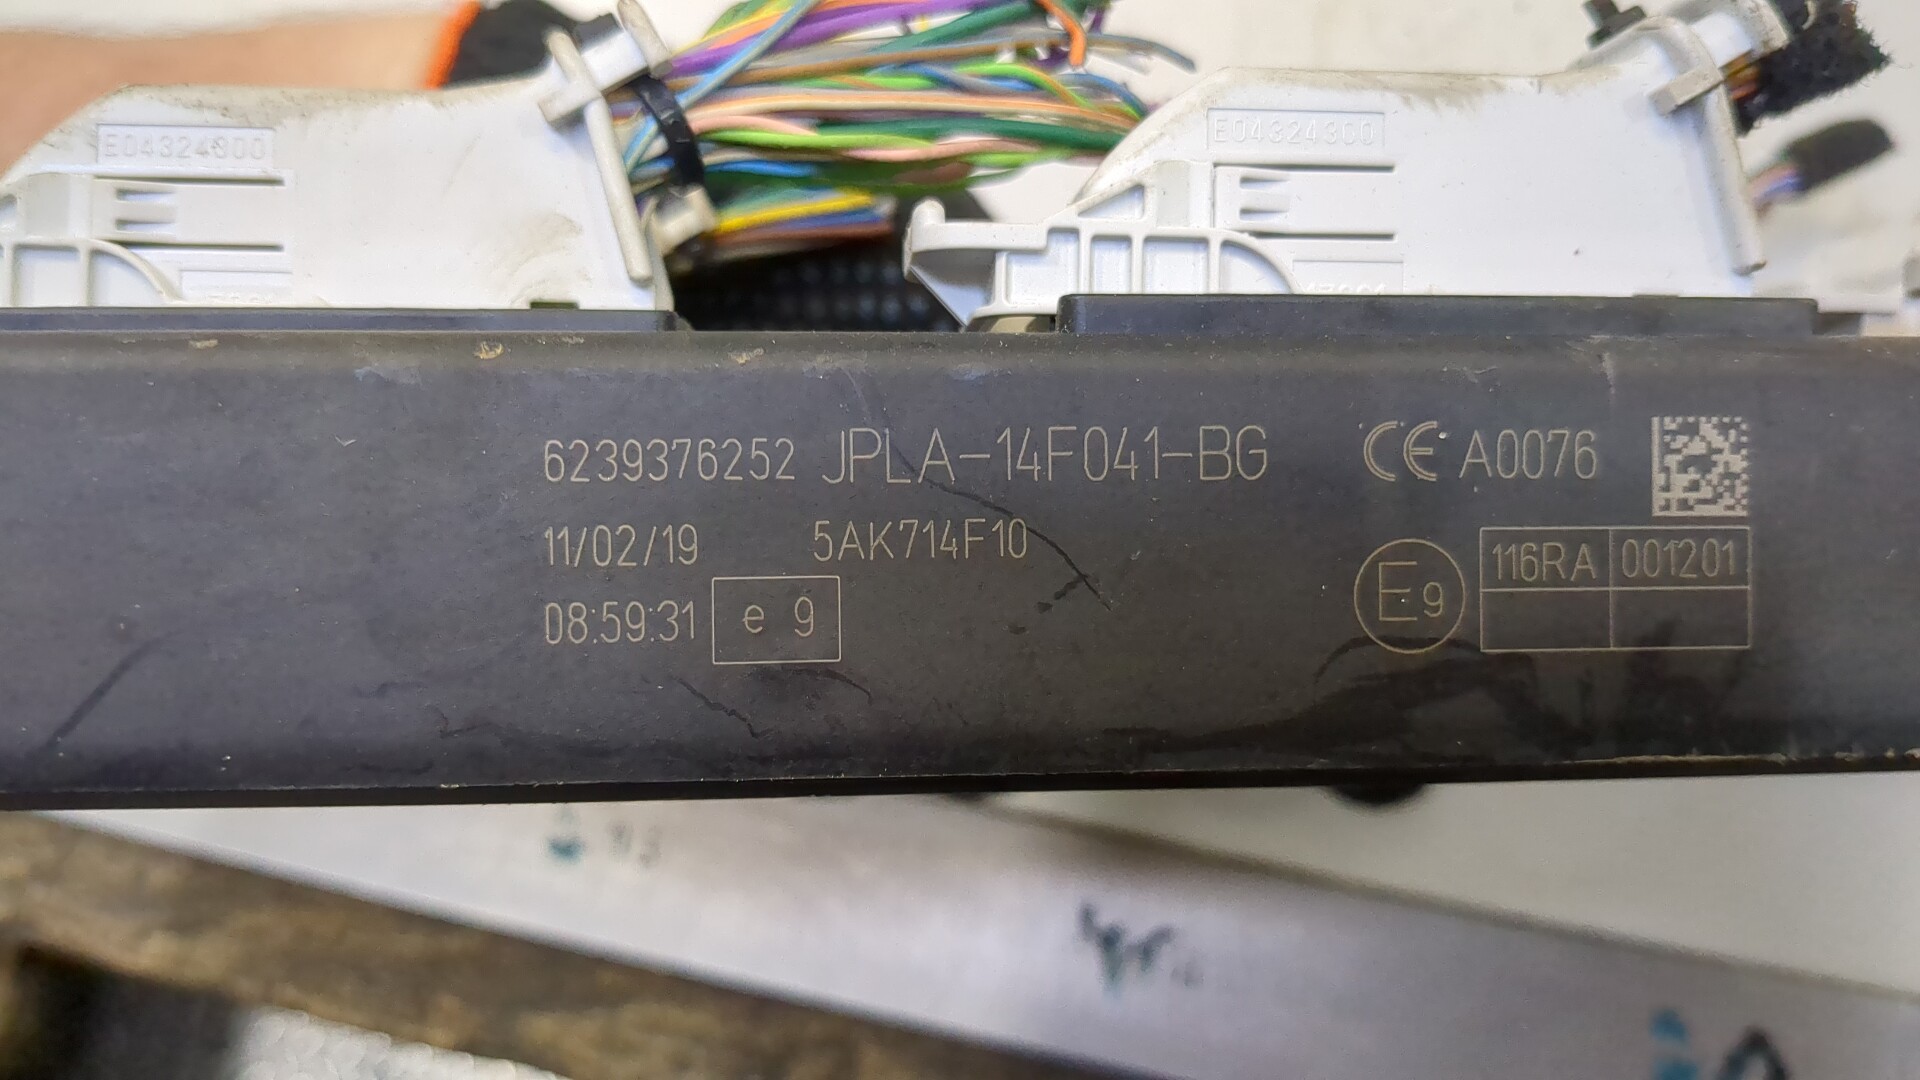 E04324300
E04324300
6239376252 JPLA-14F041-BG
CE A0076
11/02/19 5AK714F10
08:59:31 e 9
E9
116RA 001201